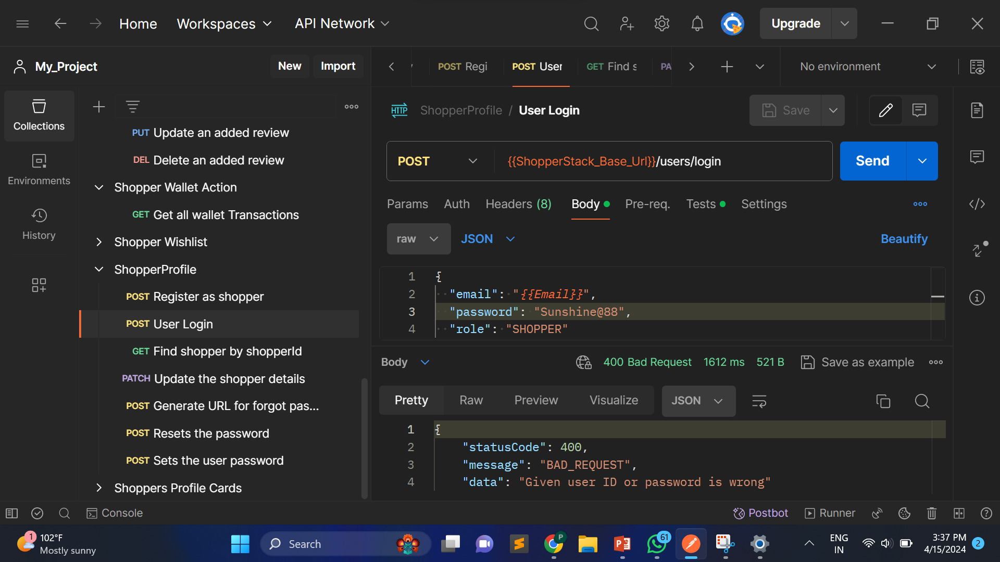 Home
Workspaces
API Network
Upgrade
My_Project
New
Import
POST Regi
POST User
GET Find s
PA
No environment
Collections
Environments
History
PUT Update an added review
DEL Delete an added review
Shopper Wallet Action
GET Get all wallet Transactions
Shopper Wishlist
ShopperProfile
POST Register as shopper
POST User Login
GET Find shopper by shopperId
PATCH Update the shopper details
POST Generate URL for forgot pas...
POST Resets the password
POST Sets the user password
Shoppers Profile Cards
HTTP ShopperProfile / User Login
Save
POST {{ShopperStack_Base_Url}}/users/login
Send
Params Auth Headers (8) Body Pre-req. Tests Settings
raw JSON Beautify
1 {
2 "email": "{{Email}}",
3 "password": "Sunshine@88",
4 "role": "SHOPPER"
Body 400 Bad Request 1612 ms 521 B Save as example
Pretty Raw Preview Visualize JSON
1 {
2 "statusCode": 400,
3 "message": "BAD_REQUEST",
4 "data": "Given user ID or password is wrong"
Console
Postbot
Runner
1
102°F
Mostly sunny
Search
P
61
ENG
IN
3:37 PM
4/15/2024
2